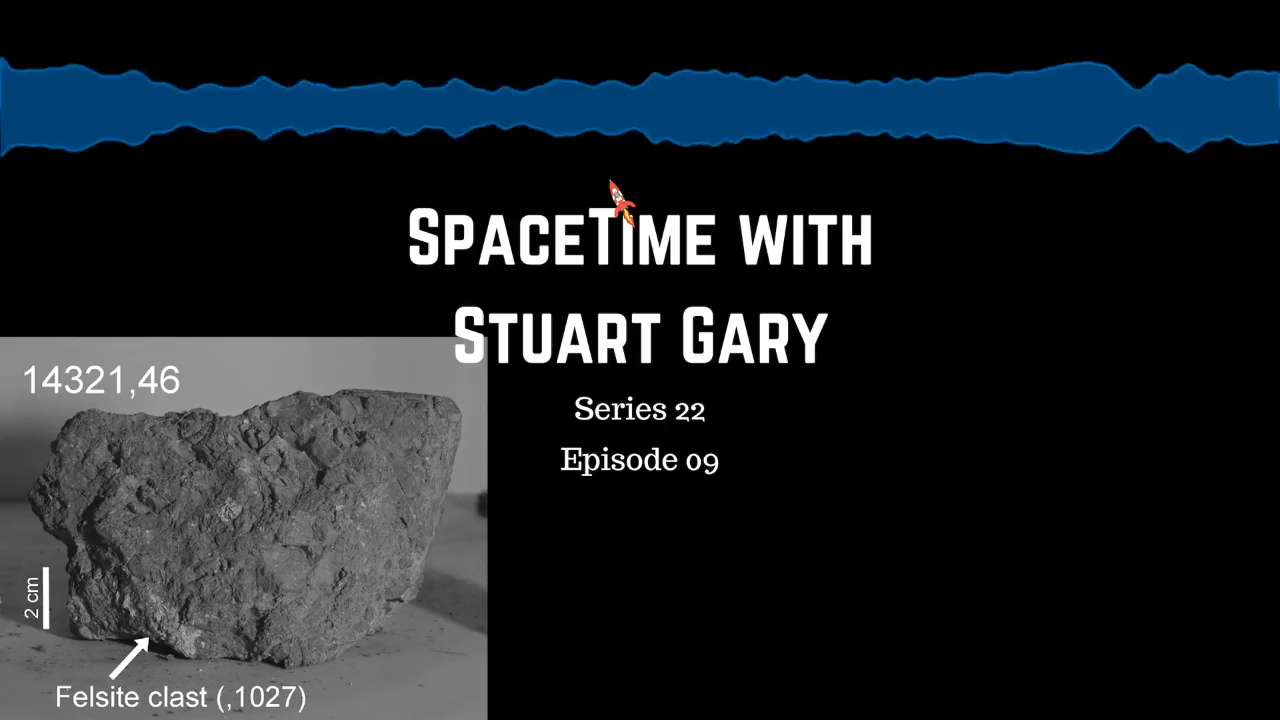 SpaceTime with
Stuart Gary
Series 22
Episode 09
14321,46
2 cm
Felsite clast (,1027)